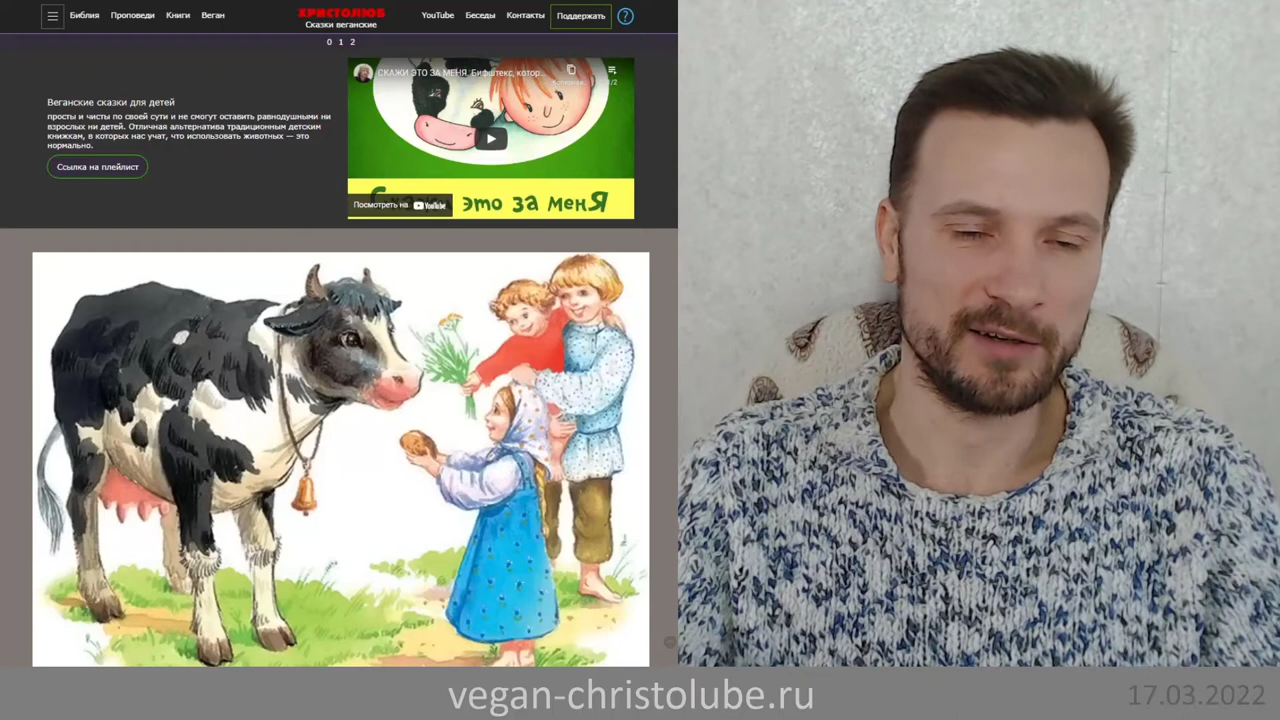 Библия Проповеди Книги Веган
ХРИСТОЛЮБ
Сказки веганские
YouTube Беседы Контакты Поддержать ?
0 1 2
Веганские сказки для детей
просты и чисты по своей сути и не смогут оставить равнодушными ни
взрослых ни детей. Отличная альтернатива традиционным детским
книжкам, в которых нас учат, что использовать животных — это
нормально.
Ссылка на плейлист
СКАЖИ ЭТО ЗА МЕНЯ, Бифштекс, котор...
1/2
это за менЯ
Посмотреть на YouTube
vegan-christolube.ru
17.03.2022